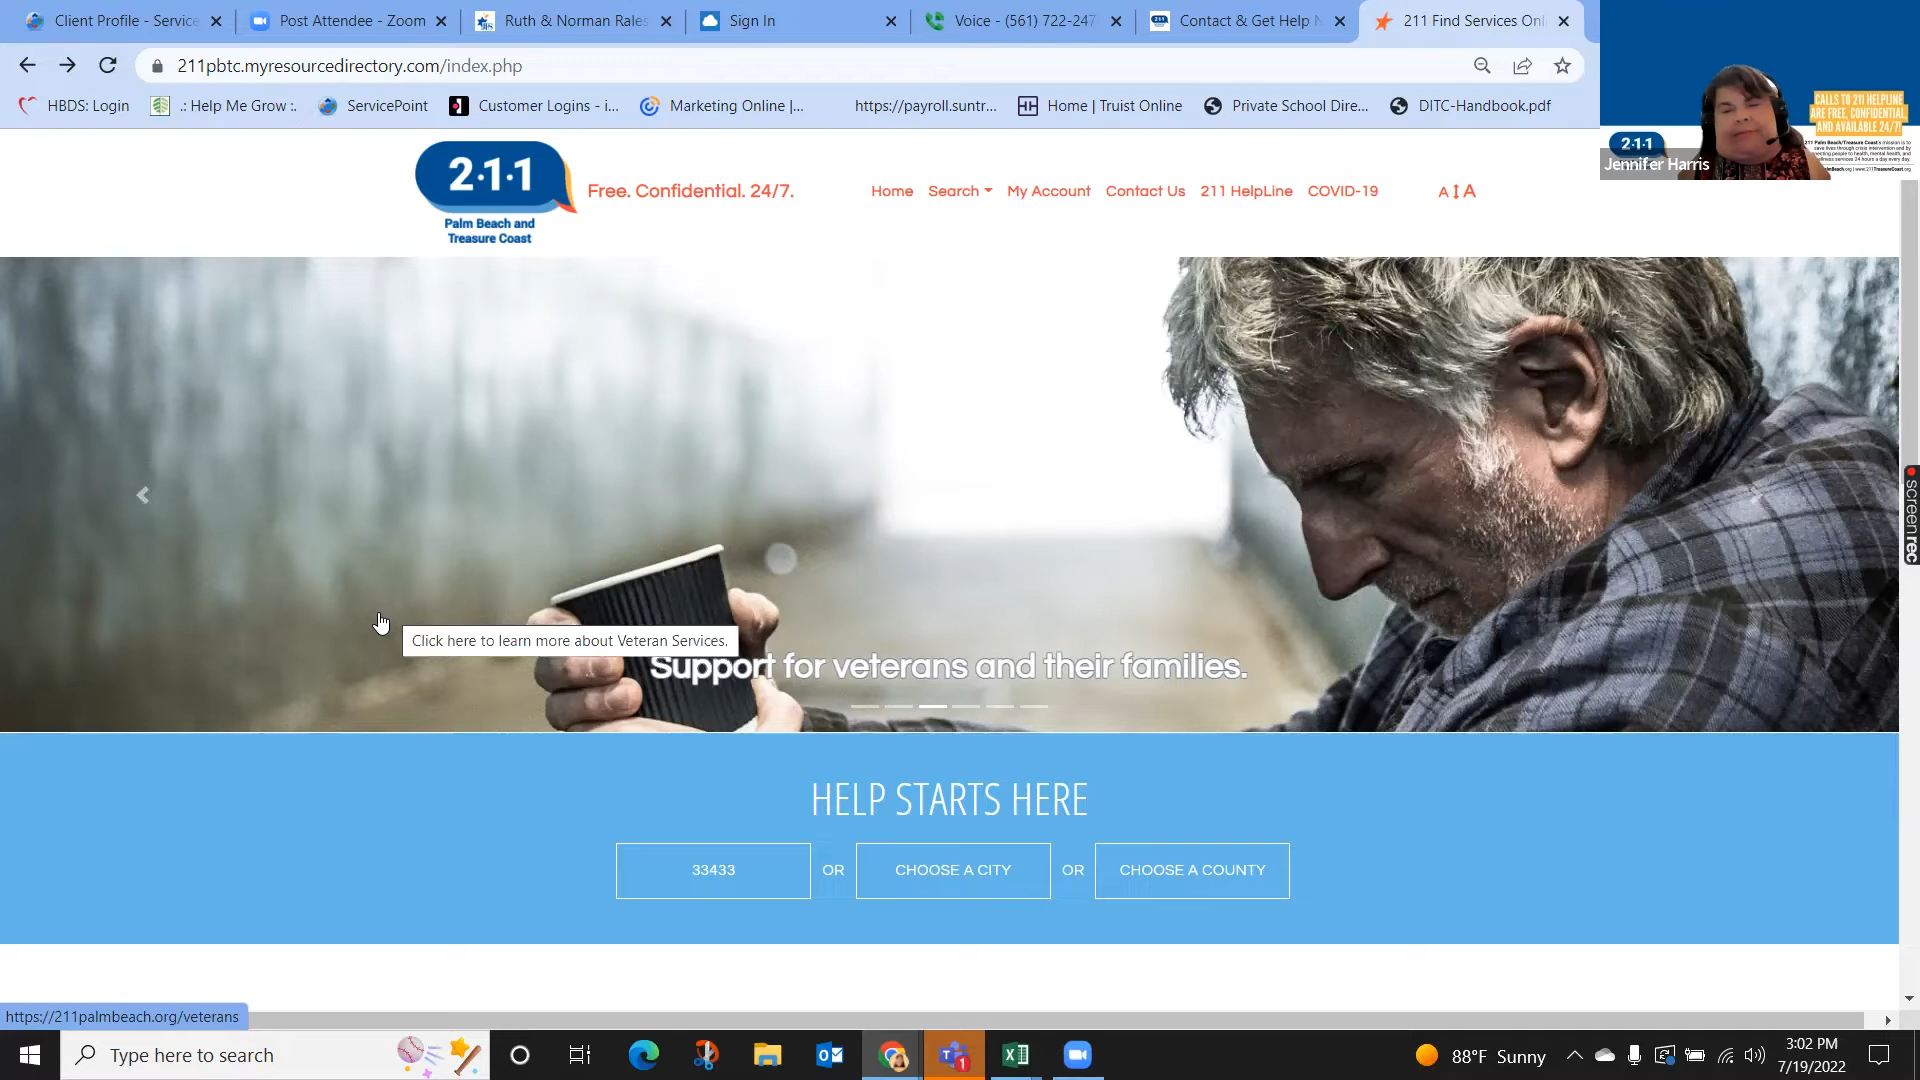 Client Profile - Service
Post Attendee - Zoom
Ruth & Norman Rales
Sign In
Voice - (561) 722-247
Contact & Get Help N
211 Find Services Onl
211pbtc.myresourcedirectory.com/index.php
HBDS: Login
.: Help Me Grow :.
ServicePoint
Customer Logins - i...
Marketing Online |...
https://payroll.suntr...
Home | Truist Online
Private School Dire...
DITC-Handbook.pdf
CALLS TO 211 HELPLINE
ARE FREE, CONFIDENTIAL,
AND AVAILABLE 24/7!
2·1·1
Jennifer Harris
2·1·1
Palm Beach and
Treasure Coast
Free. Confidential. 24/7.
Home
Search
My Account
Contact Us
211 HelpLine
COVID-19
A A
screenrec
Click here to learn more about Veteran Services.
Support for veterans and their families.
HELP STARTS HERE
33433
OR
CHOOSE A CITY
OR
CHOOSE A COUNTY
https://211palmbeach.org/veterans
Type here to search
88°F Sunny
3:02 PM
7/19/2022